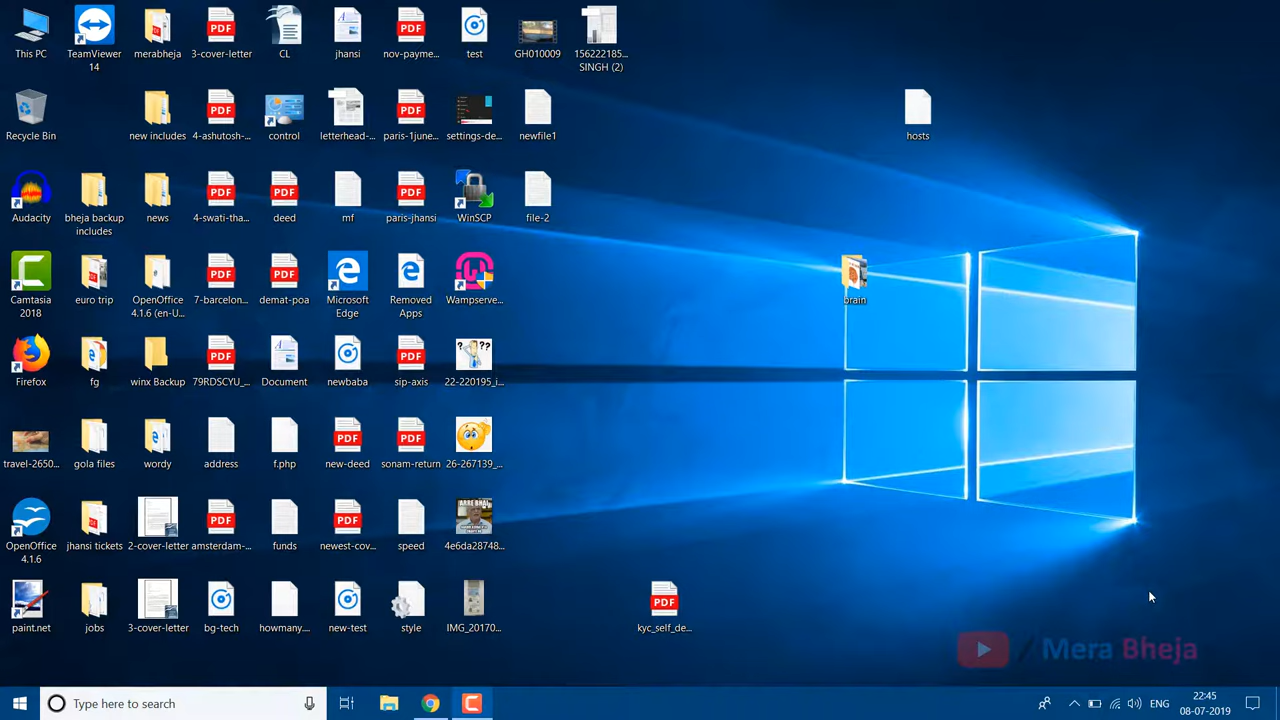 This PC
TeamViewer
14
merabheja
3-cover-letter
CL
jhansi
nov-payme...
test
GH010009
156222185...
SINGH (2)
Recycle Bin
new includes
4-ashutosh-...
control
letterhead-...
paris-1june...
settings-de...
newfile1
hosts
Audacity
bheja backup
includes
news
4-swati-tha...
deed
mf
paris-jhansi
WinSCP
file-2
Camtasia
2018
euro trip
OpenOffice
4.1.6 (en-U...
7-barcelon...
demat-poa
Microsoft
Edge
Removed
Apps
Wampserve...
brain
Firefox
fg
winx Backup
79RDSCYU_...
Document
newbaba
sip-axis
22-220195_i...
travel-2650...
gola files
wordy
address
f.php
new-deed
sonam-return
26-267139_...
OpenOffice
4.1.6
jhansi tickets
2-cover-letter
amsterdam-...
funds
newest-cov...
speed
4e6da28748...
paint.net
jobs
3-cover-letter
bg-tech
howmany....
new-test
style
IMG_20170...
kyc_self_de...
/ Mera Bheja
Type here to search
ENG
22:45
08-07-2019